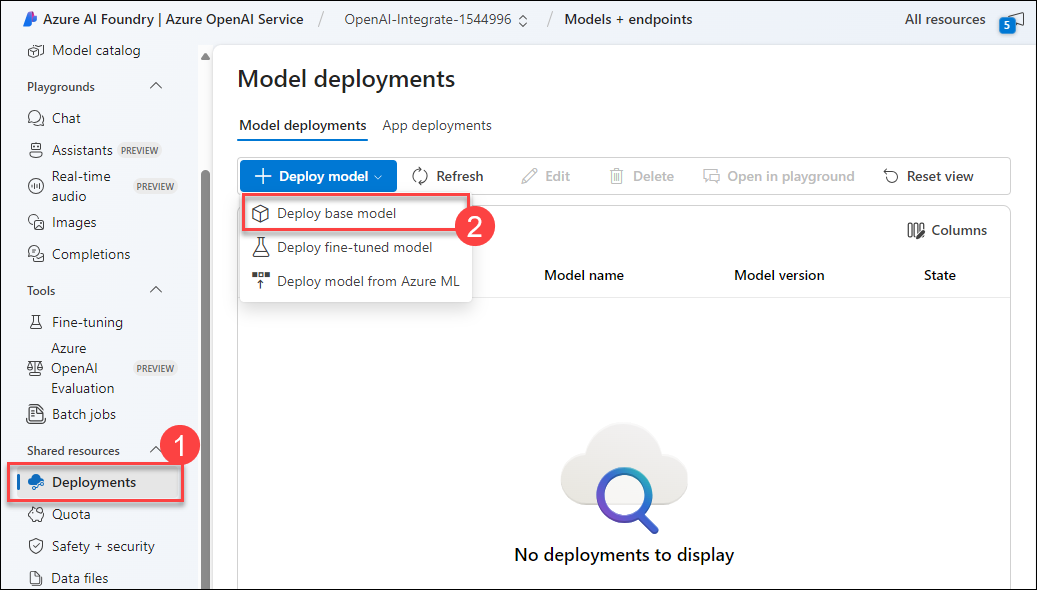 Azure AI Foundry | Azure OpenAI Service / OpenAI-Integrate-1544996 / Models + endpoints
All resources
5
Model catalog
Playgrounds
Chat
Assistants PREVIEW
Real-time
audio
PREVIEW
Images
Completions
Tools
Fine-tuning
Azure
OpenAI
Evaluation
PREVIEW
Batch jobs
Shared resources
1
Deployments
Quota
Safety + security
Data files
Model deployments
Model deployments App deployments
Deploy model Refresh Edit Delete Open in playground Reset view
Deploy base model
2
Deploy fine-tuned model
Deploy model from Azure ML
Columns
Model name Model version State
No deployments to display